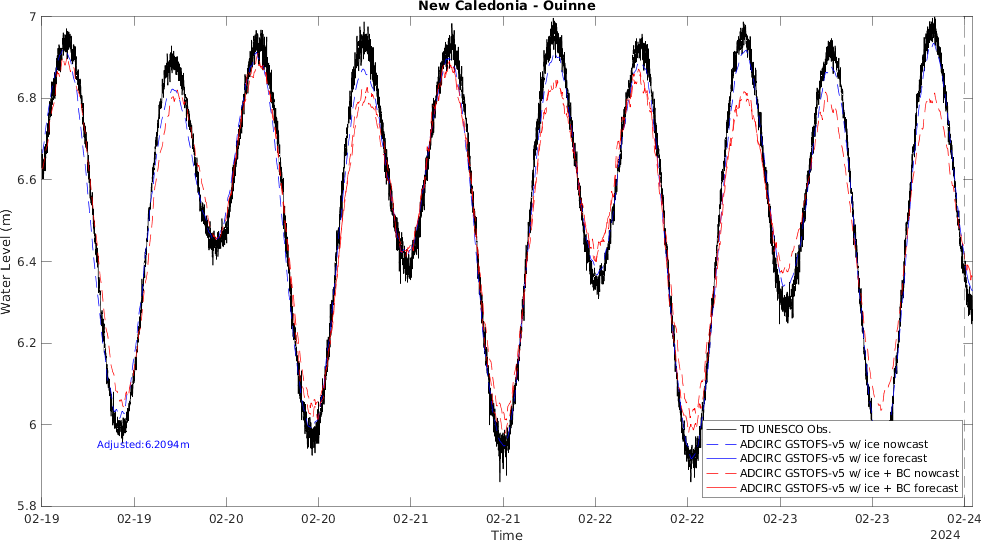 New Caledonia - Ouinne
7
6.8
6.6
6.4
6.2
6
5.8
Water Level (m)
Adjusted:6.2094m
TD UNESCO Obs.
ADCIRC GSTOFS-v5 w/ ice nowcast
ADCIRC GSTOFS-v5 w/ ice forecast
ADCIRC GSTOFS-v5 w/ ice + BC nowcast
ADCIRC GSTOFS-v5 w/ ice + BC forecast
02-19 02-19 02-20 02-20 02-21 02-21 02-22 02-22 02-23 02-23 02-24
Time
2024